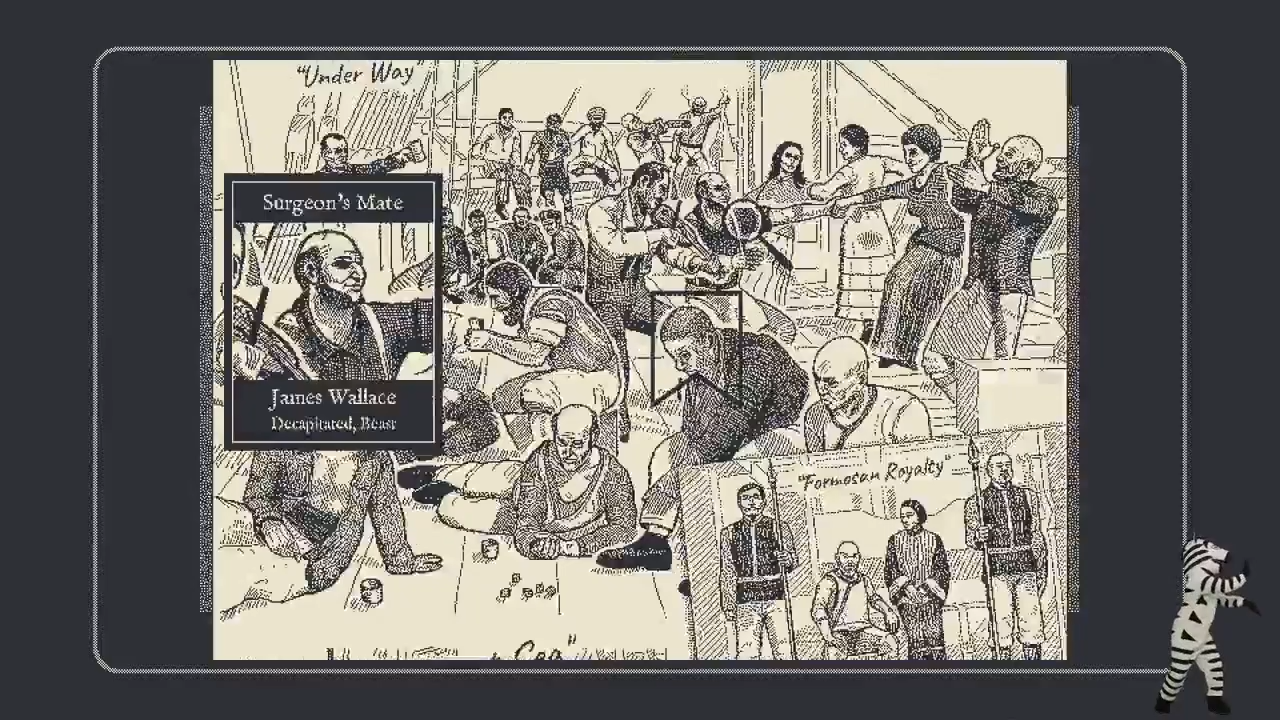 "Under Way"
Surgeon's Mate
James Wallace
Decapitated, Beast
"Formosan Royalty"